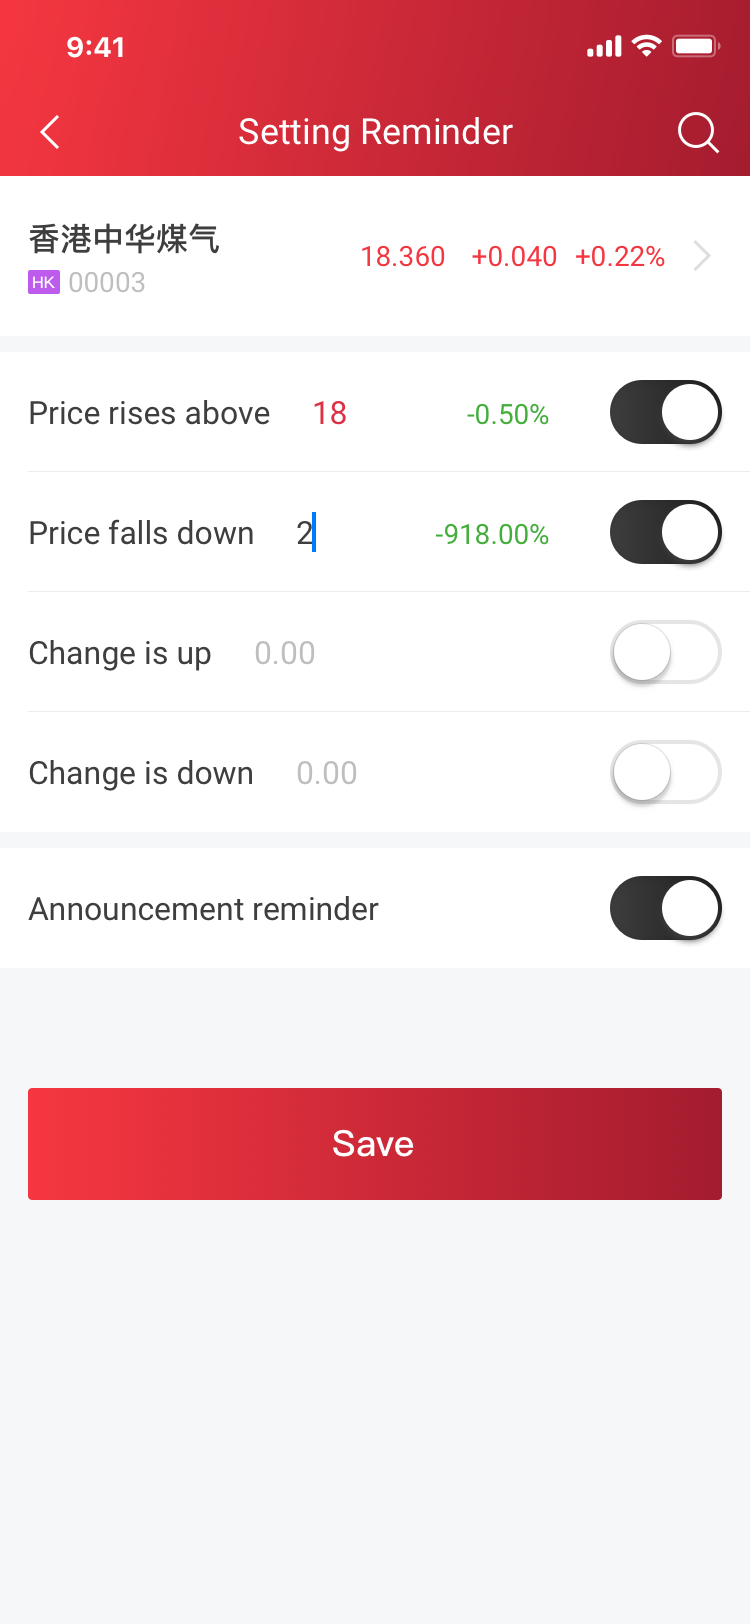 9:41
Setting Reminder
香港中华煤气
18.360 +0.040 +0.22%
HK 00003
Price rises above 18 -0.50%
Price falls down 2 -918.00%
Change is up 0.00
Change is down 0.00
Announcement reminder
Save